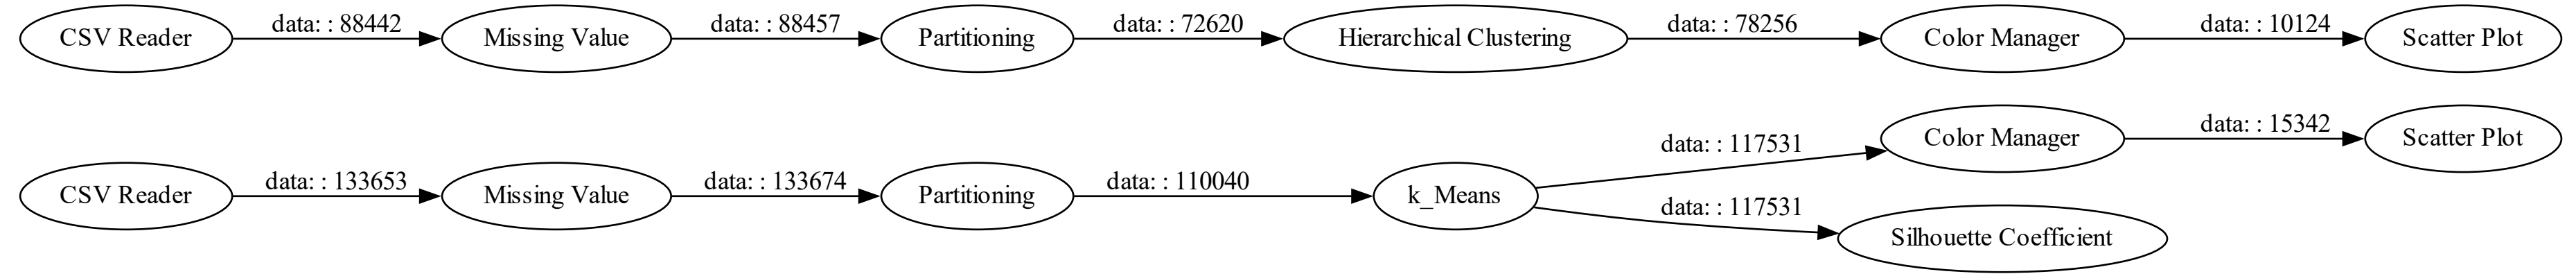 CSV Reader
data: : 88442
Missing Value
data: : 88457
Partitioning
data: : 72620
Hierarchical Clustering
data: : 78256
Color Manager
data: : 10124
Scatter Plot
CSV Reader
data: : 133653
Missing Value
data: : 133674
Partitioning
data: : 110040
k_Means
data: : 117531
Color Manager
data: : 15342
Scatter Plot
data: : 117531
Silhouette Coefficient